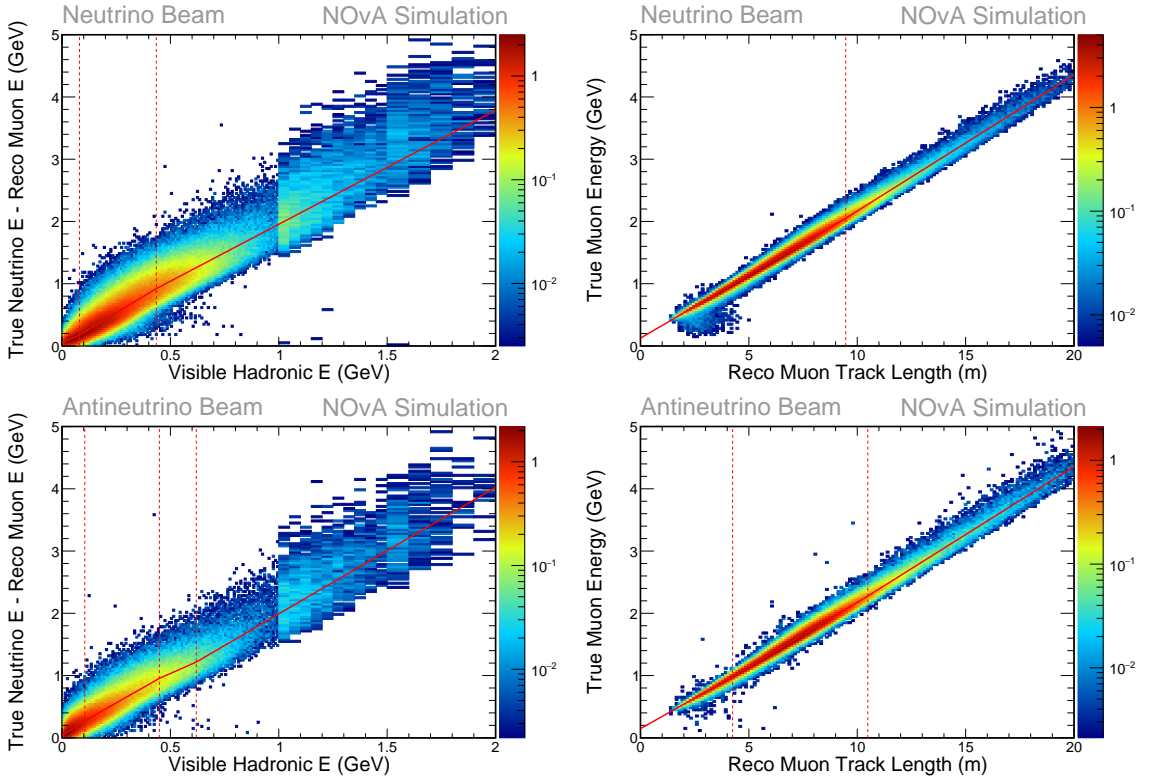 Neutrino Beam NOvA Simulation
True Neutrino E - Reco Muon E (GeV)
5
4
3
2
1
0
0 0.5 1 1.5 2
Visible Hadronic E (GeV)
1
10⁻¹
10⁻²
Neutrino Beam NOvA Simulation
True Muon Energy (GeV)
5
4
3
2
1
0
0 5 10 15 20
Reco Muon Track Length (m)
1
10⁻¹
10⁻²
Antineutrino Beam NOvA Simulation
True Neutrino E - Reco Muon E (GeV)
5
4
3
2
1
0
0 0.5 1 1.5 2
Visible Hadronic E (GeV)
1
10⁻¹
10⁻²
Antineutrino Beam NOvA Simulation
True Muon Energy (GeV)
5
4
3
2
1
0
0 5 10 15 20
Reco Muon Track Length (m)
1
10⁻¹
10⁻²